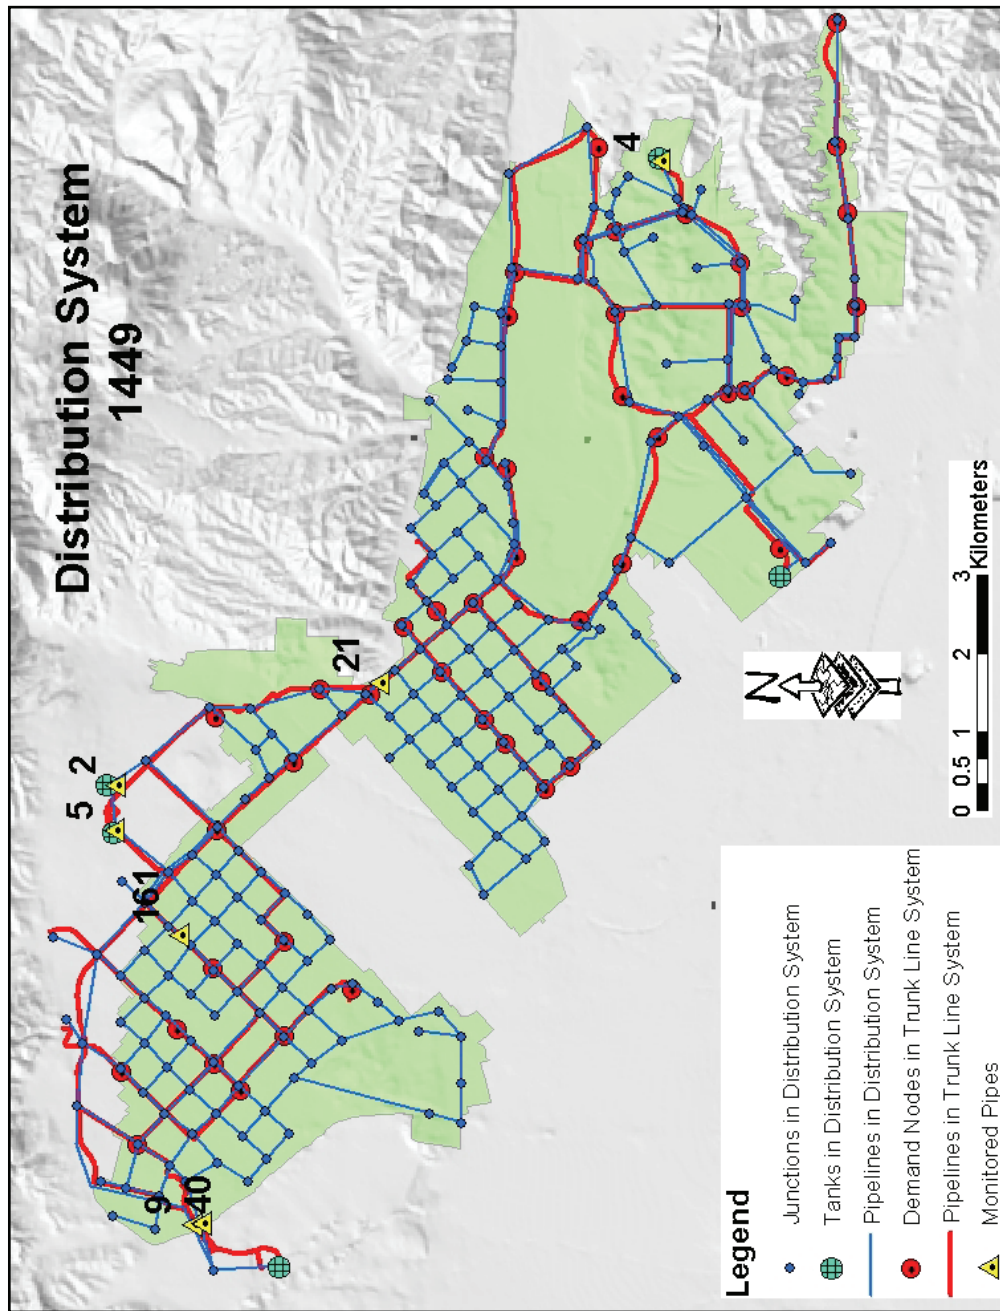 Distribution System
1449
4
21
2
5
161
9
40
N
0 0.5 1 2 3
Kilometers
Legend
Junctions in Distribution System
Tanks in Distribution System
Pipelines in Distribution System
Demand Nodes in Trunk Line System
Pipelines in Trunk Line System
Monitored Pipes